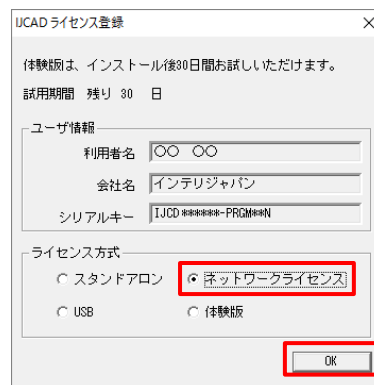 IJCAD ライセンス登録
体験版は、インストール後30日間お試しいただけます。
試用期間 残り 30 日
ユーザ情報
利用者名 〇〇 〇〇
会社名 インテリジャパン
シリアルキー IJCD******-PRGM**N
ライセンス方式
スタンドアロン ネットワークライセンス
USB 体験版
OK